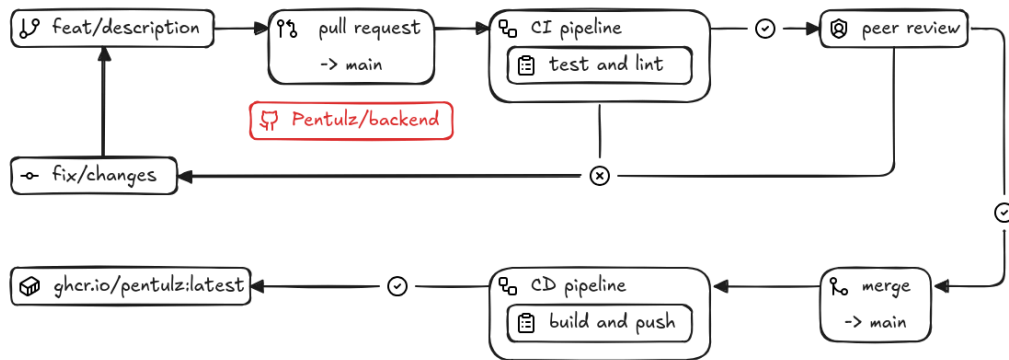 feat/description
pull request
-> main
CI pipeline
test and lint
peer review
Pentulz/backend
fix/changes
ghcr.io/pentulz:latest
CD pipeline
build and push
merge
-> main